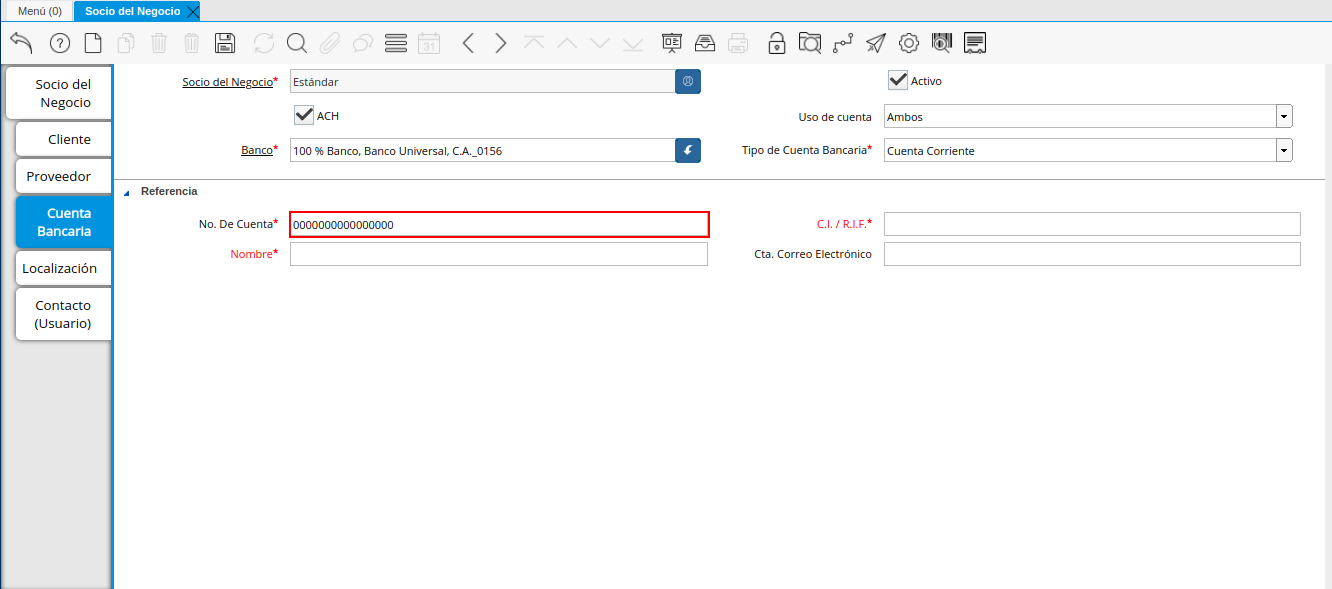 Menú (0)
Socio del Negocio
31
Socio del
Negocio
Cliente
Proveedor
Cuenta
Bancaria
Localización
Contacto
(Usuario)
Socio del Negocio*
Estándar
Activo
ACH
Uso de cuenta
Ambos
Banco*
100 % Banco, Banco Universal, C.A._0156
Tipo de Cuenta Bancaria*
Cuenta Corriente
Referencia
No. De Cuenta*
0000000000000000
C.I. / R.I.F.*
Nombre*
Cta. Correo Electrónico